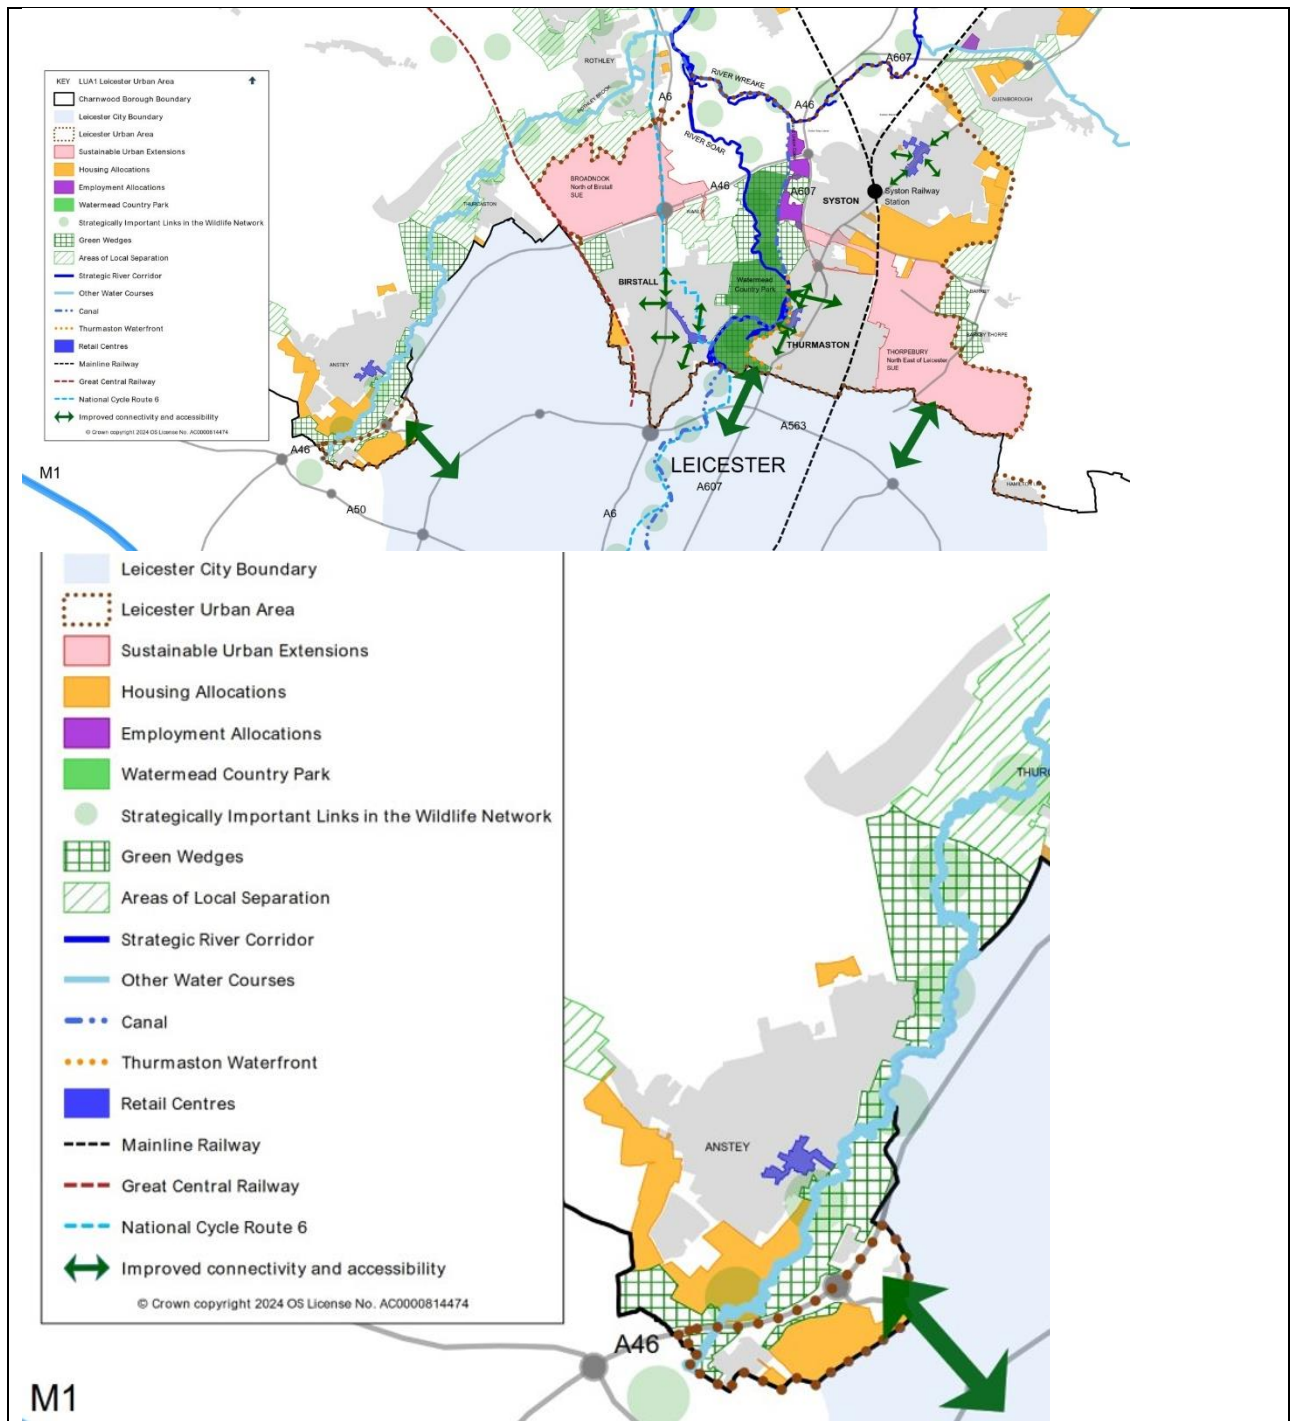 KEY LUA1 Leicester Urban Area
Charnwood Borough Boundary
Leicester City Boundary
Leicester Urban Area
Sustainable Urban Extensions
Housing Allocations
Employment Allocations
Watermead Country Park
Strategically Important Links in the Wildlife Network
Green Wedges
Areas of Local Separation
Strategic River Corridor
Other Water Courses
Canal
Thurmaston Waterfront
Retail Centres
Mainline Railway
Great Central Railway
National Cycle Route 6
Improved connectivity and accessibility
© Crown copyright 2024 OS License No. AC0000814474
ROTHLEY
A607
RIVER WREAKE
A6
A46
QUENIBOROUGH
ROTHLEY BROOK
RIVER SOAR
BROADNOOK
North of Birstall
SUE
A46
A607
SYSTON
Syston Railway
Station
THURCASTON
WANLIP
BIRSTALL
Watermead
Country Park
BARKBY
BARKBY THORPE
THURMASTON
THORPEBURY
North East of Leicester
SUE
ANSTEY
A563
LEICESTER
A607
A46
M1
A50
A6
Leicester City Boundary
Leicester Urban Area
Sustainable Urban Extensions
Housing Allocations
Employment Allocations
Watermead Country Park
Strategically Important Links in the Wildlife Network
Green Wedges
Areas of Local Separation
Strategic River Corridor
Other Water Courses
Canal
Thurmaston Waterfront
Retail Centres
Mainline Railway
Great Central Railway
National Cycle Route 6
Improved connectivity and accessibility
© Crown copyright 2024 OS License No. AC0000814474
THURC
ANSTEY
A46
M1